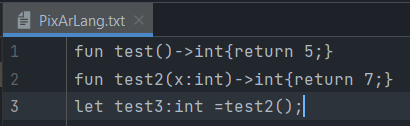 PixArLang.txt
1 fun test()->int{return 5;}
2 fun test2(x:int)->int{return 7;}
3 let test3:int =test2();